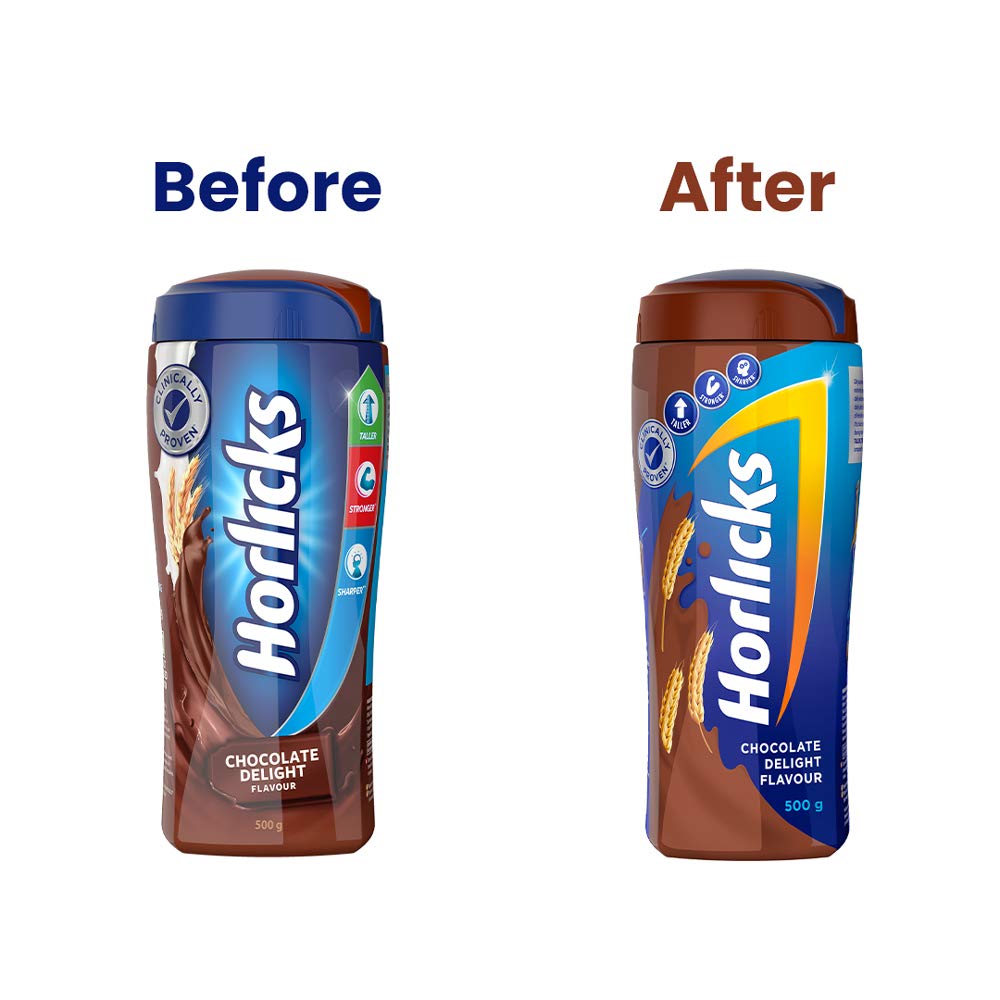 Before
After
CLINICALLY
PROVEN
Horlicks
TALLER
STRONGER
SHARPER
CHOCOLATE
DELIGHT
FLAVOUR
500 g
TALLER
STRONGER
SHARPER
CLINICALLY
PROVEN
Horlicks
CHOCOLATE
DELIGHT
FLAVOUR
500 g